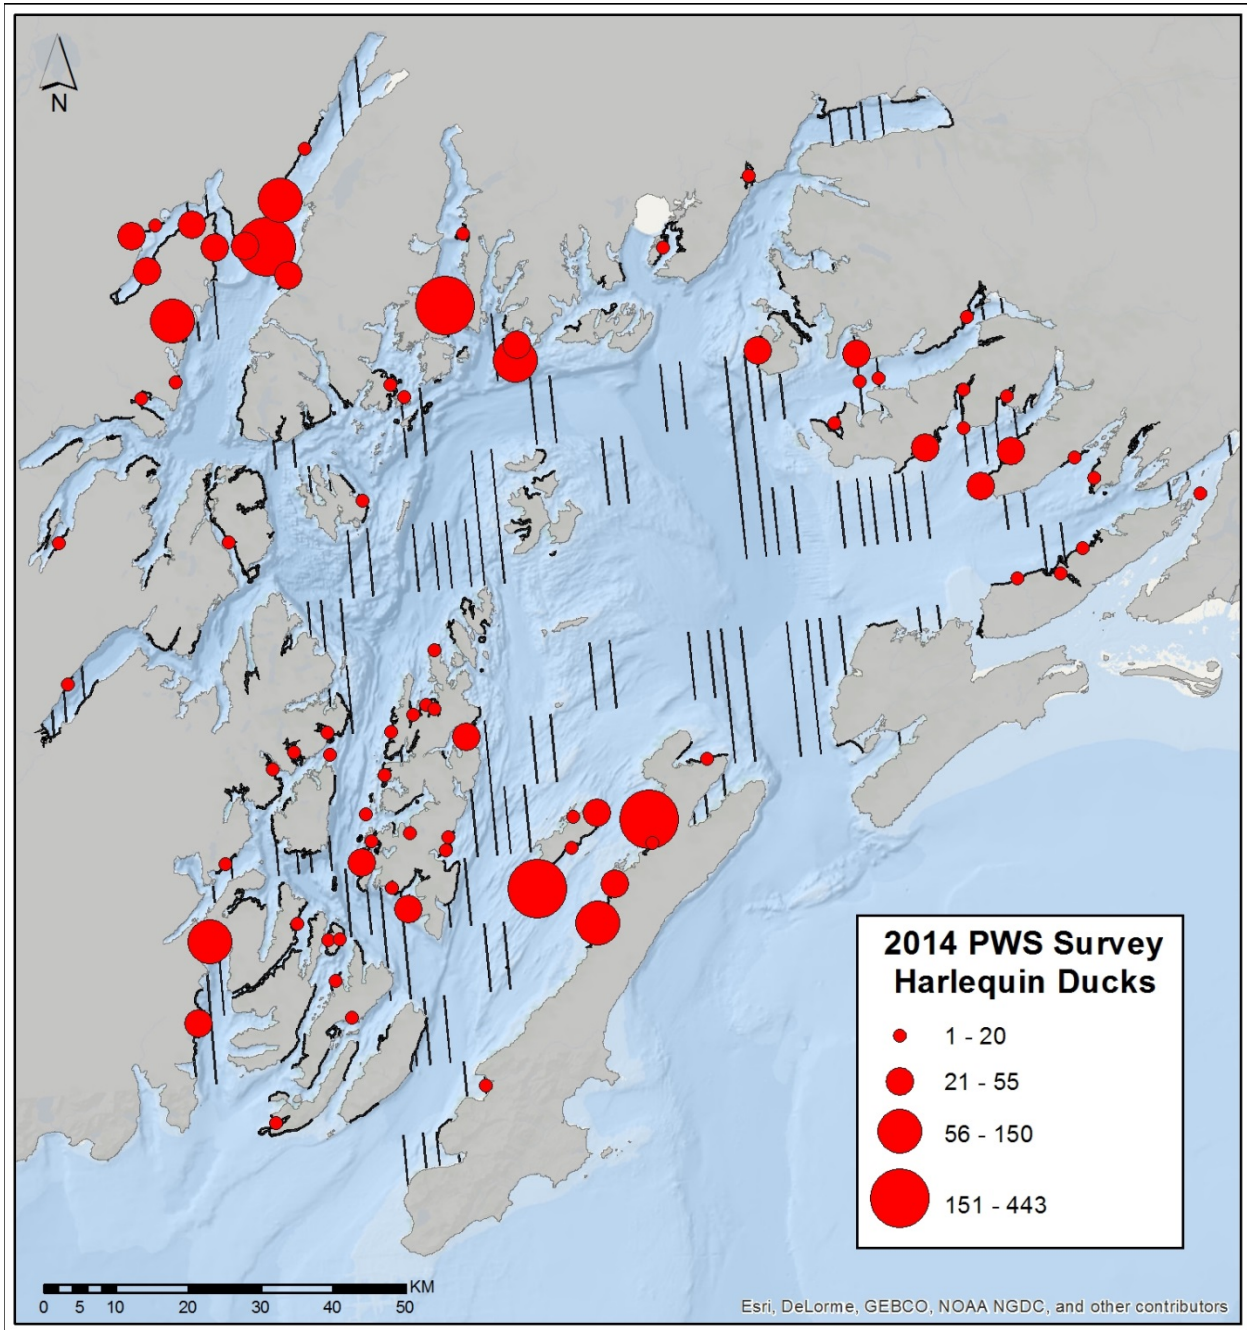 N
2014 PWS Survey
Harlequin Ducks
1 - 20
21 - 55
56 - 150
151 - 443
KM
0 5 10 20 30 40 50
Esri, DeLorme, GEBCO, NOAA NGDC, and other contributors